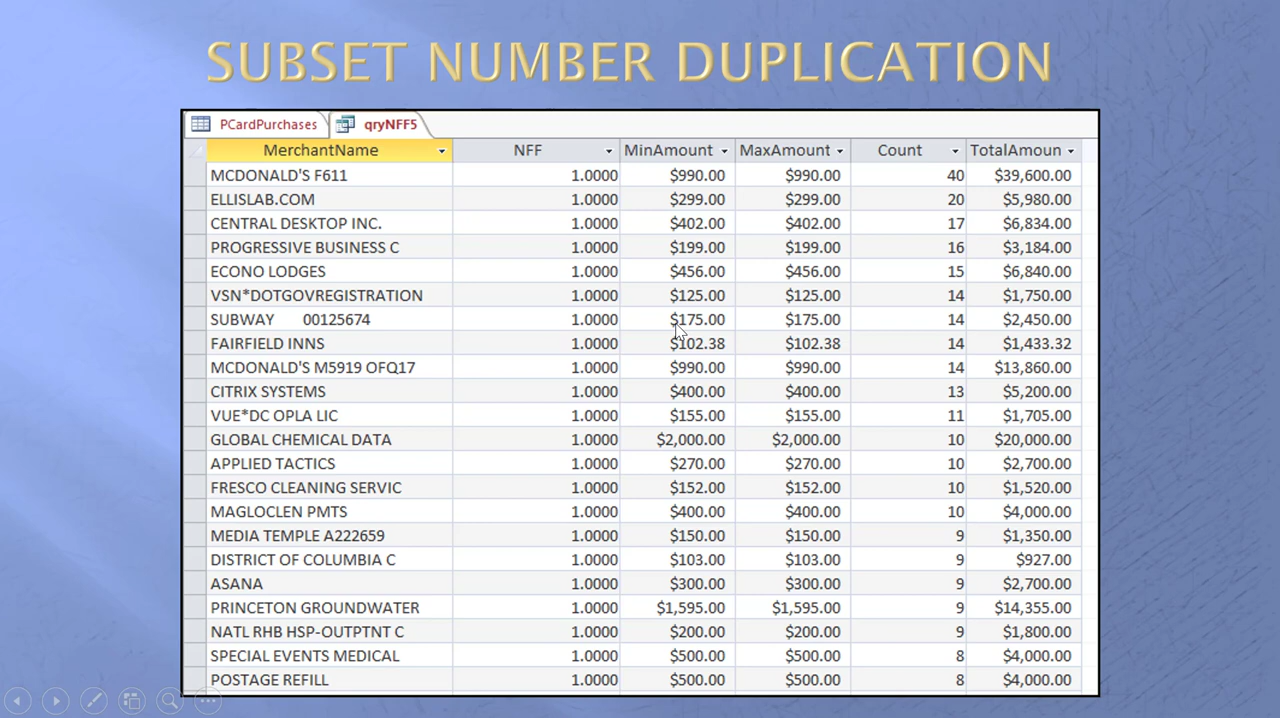 SUBSET NUMBER DUPLICATION
PCardPurchases qryNFF5
MerchantName NFF MinAmount MaxAmount Count TotalAmoun
MCDONALD'S F611 1.0000 $990.00 $990.00 40 $39,600.00
ELLISLAB.COM 1.0000 $299.00 $299.00 20 $5,980.00
CENTRAL DESKTOP INC. 1.0000 $402.00 $402.00 17 $6,834.00
PROGRESSIVE BUSINESS C 1.0000 $199.00 $199.00 16 $3,184.00
ECONO LODGES 1.0000 $456.00 $456.00 15 $6,840.00
VSN*DOTGOVREGISTRATION 1.0000 $125.00 $125.00 14 $1,750.00
SUBWAY 00125674 1.0000 $175.00 $175.00 14 $2,450.00
FAIRFIELD INNS 1.0000 $102.38 $102.38 14 $1,433.32
MCDONALD'S M5919 OFQ17 1.0000 $990.00 $990.00 14 $13,860.00
CITRIX SYSTEMS 1.0000 $400.00 $400.00 13 $5,200.00
VUE*DC OPLA LIC 1.0000 $155.00 $155.00 11 $1,705.00
GLOBAL CHEMICAL DATA 1.0000 $2,000.00 $2,000.00 10 $20,000.00
APPLIED TACTICS 1.0000 $270.00 $270.00 10 $2,700.00
FRESCO CLEANING SERVIC 1.0000 $152.00 $152.00 10 $1,520.00
MAGLOCLEN PMTS 1.0000 $400.00 $400.00 10 $4,000.00
MEDIA TEMPLE A222659 1.0000 $150.00 $150.00 9 $1,350.00
DISTRICT OF COLUMBIA C 1.0000 $103.00 $103.00 9 $927.00
ASANA 1.0000 $300.00 $300.00 9 $2,700.00
PRINCETON GROUNDWATER 1.0000 $1,595.00 $1,595.00 9 $14,355.00
NATL RHB HSP-OUTPTNT C 1.0000 $200.00 $200.00 9 $1,800.00
SPECIAL EVENTS MEDICAL 1.0000 $500.00 $500.00 8 $4,000.00
POSTAGE REFILL 1.0000 $500.00 $500.00 8 $4,000.00